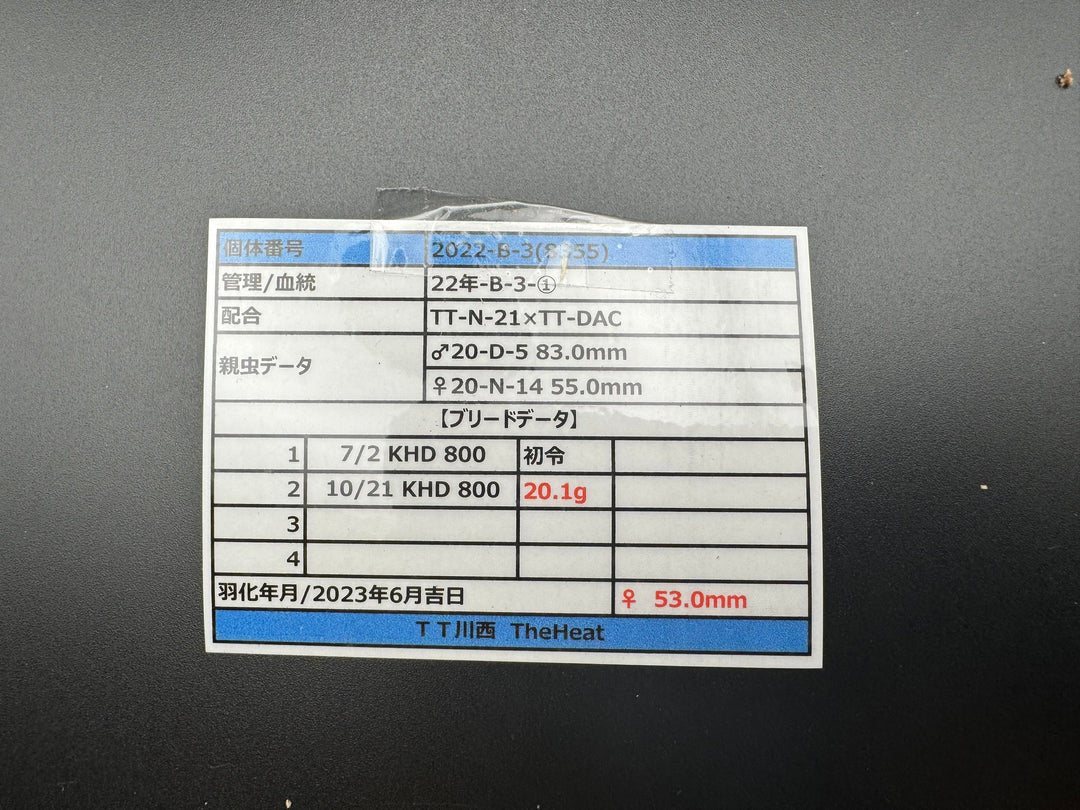 個体番号 2022-B-3(8355)
管理/血統 22年-B-3-①
配合 TT-N-21×TT-DAC
親虫データ ♂20-D-5 83.0mm
♀20-N-14 55.0mm
【ブリードデータ】
1 7/2 KHD 800 初令
2 10/21 KHD 800 20.1g
3
4
羽化年月/2023年6月吉日 ♀ 53.0mm
ＴＴ川西 TheHeat